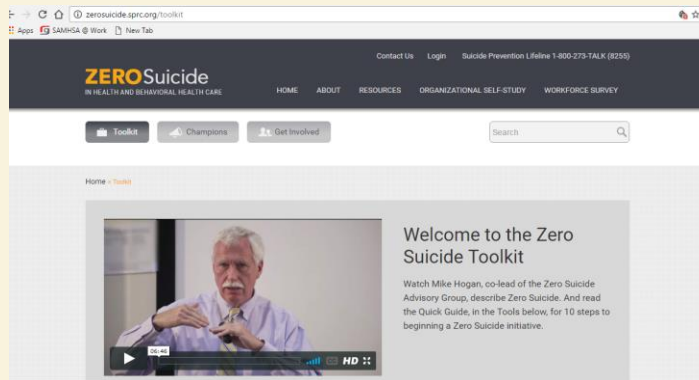 zerosuicide.sprc.org/toolkit
Apps SAMHSA @ Work New Tab
Contact Us Login Suicide Prevention Lifeline 1-800-273-TALK (8255)
ZEROSuicide
IN HEALTH AND BEHAVIORAL HEALTH CARE
HOME ABOUT RESOURCES ORGANIZATIONAL SELF-STUDY WORKFORCE SURVEY
Toolkit Champions Get Involved Search
Home » Toolkit
Welcome to the Zero
Suicide Toolkit
Watch Mike Hogan, co-lead of the Zero Suicide
Advisory Group, describe Zero Suicide. And read
the Quick Guide, in the Tools below, for 10 steps to
beginning a Zero Suicide initiative.
06:46
HD